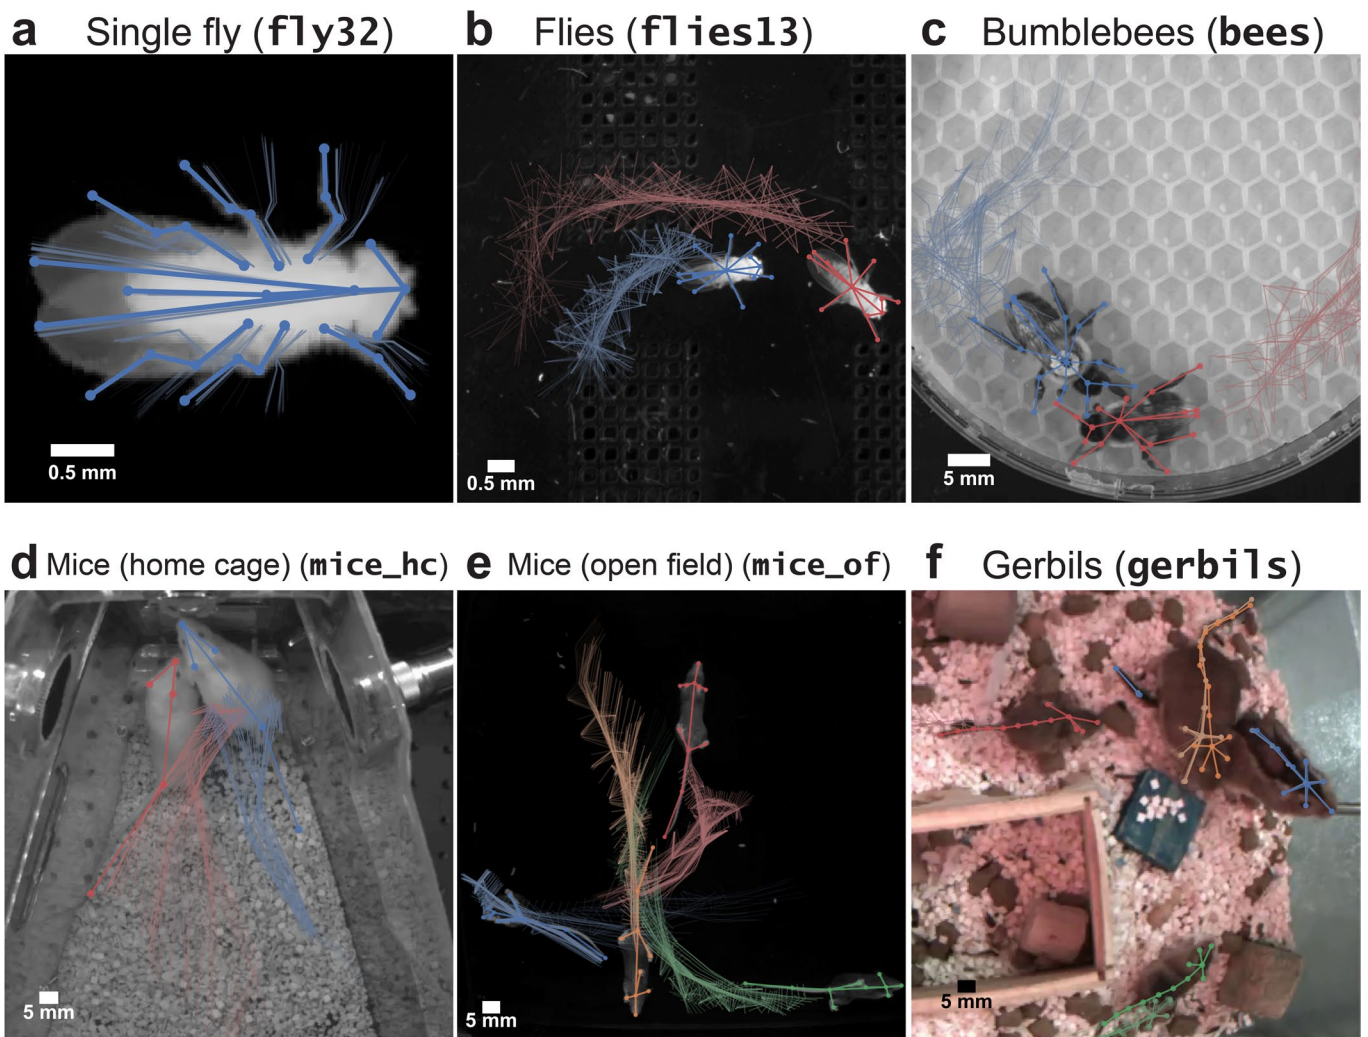 a Single fly (fly32)
b Flies (flies13)
c Bumblebees (bees)
0.5 mm
0.5 mm
5 mm
d Mice (home cage) (mice_hc)
e Mice (open field) (mice_of)
f Gerbils (gerbils)
5 mm
5 mm
5 mm